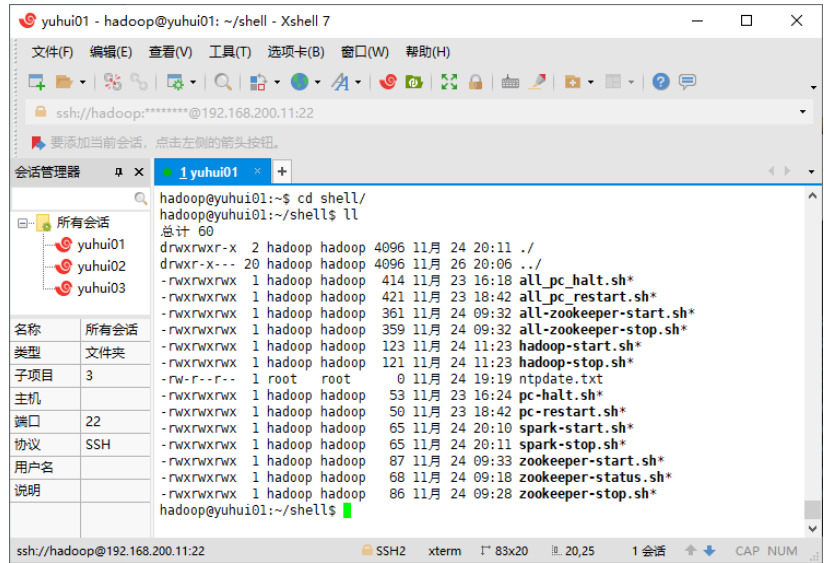 yuhui01 - hadoop@yuhui01: ~/shell - Xshell 7
文件(F) 编辑(E) 查看(V) 工具(T) 选项卡(B) 窗口(W) 帮助(H)
ssh://hadoop:********@192.168.200.11:22
要添加当前会话，点击左侧的箭头按钮。
会话管理器
所有会话
yuhui01
yuhui02
yuhui03
名称 所有会话
类型 文件夹
子项目 3
主机
端口 22
协议 SSH
用户名
说明
1 yuhui01 × +
hadoop@yuhui01:~$ cd shell/
hadoop@yuhui01:~/shell$ ll
总计 60
drwxrwxr-x 2 hadoop hadoop 4096 11月 24 20:11 ./
drwxr-x--- 20 hadoop hadoop 4096 11月 26 20:06 ../
-rwxrwxrwx 1 hadoop hadoop 414 11月 23 16:18 all_pc_halt.sh*
-rwxrwxrwx 1 hadoop hadoop 421 11月 23 18:42 all_pc_restart.sh*
-rwxrwxrwx 1 hadoop hadoop 361 11月 24 09:32 all-zookeeper-start.sh*
-rwxrwxrwx 1 hadoop hadoop 359 11月 24 09:32 all-zookeeper-stop.sh*
-rwxrwxrwx 1 hadoop hadoop 123 11月 24 11:23 hadoop-start.sh*
-rwxrwxrwx 1 hadoop hadoop 121 11月 24 11:23 hadoop-stop.sh*
-rw-r--r-- 1 root root 0 11月 24 19:19 ntpdate.txt
-rwxrwxrwx 1 hadoop hadoop 53 11月 23 16:24 pc-halt.sh*
-rwxrwxrwx 1 hadoop hadoop 50 11月 23 18:42 pc-restart.sh*
-rwxrwxrwx 1 hadoop hadoop 65 11月 24 20:10 spark-start.sh*
-rwxrwxrwx 1 hadoop hadoop 65 11月 24 20:11 spark-stop.sh*
-rwxrwxrwx 1 hadoop hadoop 87 11月 24 09:33 zookeeper-start.sh*
-rwxrwxrwx 1 hadoop hadoop 68 11月 24 09:18 zookeeper-status.sh*
-rwxrwxrwx 1 hadoop hadoop 86 11月 24 09:28 zookeeper-stop.sh*
hadoop@yuhui01:~/shell$
ssh://hadoop@192.168.200.11:22 SSH2 xterm 83x20 20,25 1 会话 CAP NUM